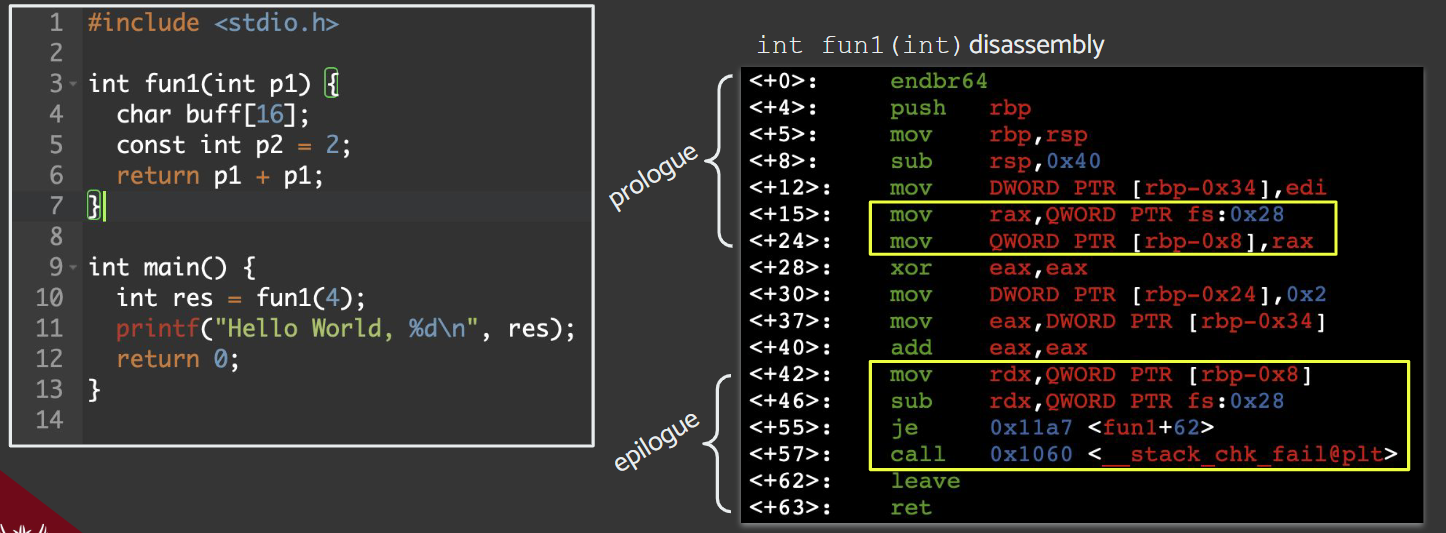 1 #include <stdio.h>
2
3 int fun1(int p1) {
4 char buff[16];
5 const int p2 = 2;
6 return p1 + p1;
7 }
8
9 int main() {
10 int res = fun1(4);
11 printf("Hello World, %d\n", res);
12 return 0;
13 }
14
int fun1(int) disassembly
prologue
<+0>: endbr64
<+4>: push rbp
<+5>: mov rbp,rsp
<+8>: sub rsp,0x40
<+12>: mov DWORD PTR [rbp-0x34],edi
<+15>: mov rax,QWORD PTR fs:0x28
<+24>: mov QWORD PTR [rbp-0x8],rax
<+28>: xor eax,eax
<+30>: mov DWORD PTR [rbp-0x24],0x2
<+37>: mov eax,DWORD PTR [rbp-0x34]
<+40>: add eax,eax
epilogue
<+42>: mov rdx,QWORD PTR [rbp-0x8]
<+46>: sub rdx,QWORD PTR fs:0x28
<+55>: je 0x11a7 <fun1+62>
<+57>: call 0x1060 <__stack_chk_fail@plt>
<+62>: leave
<+63>: ret